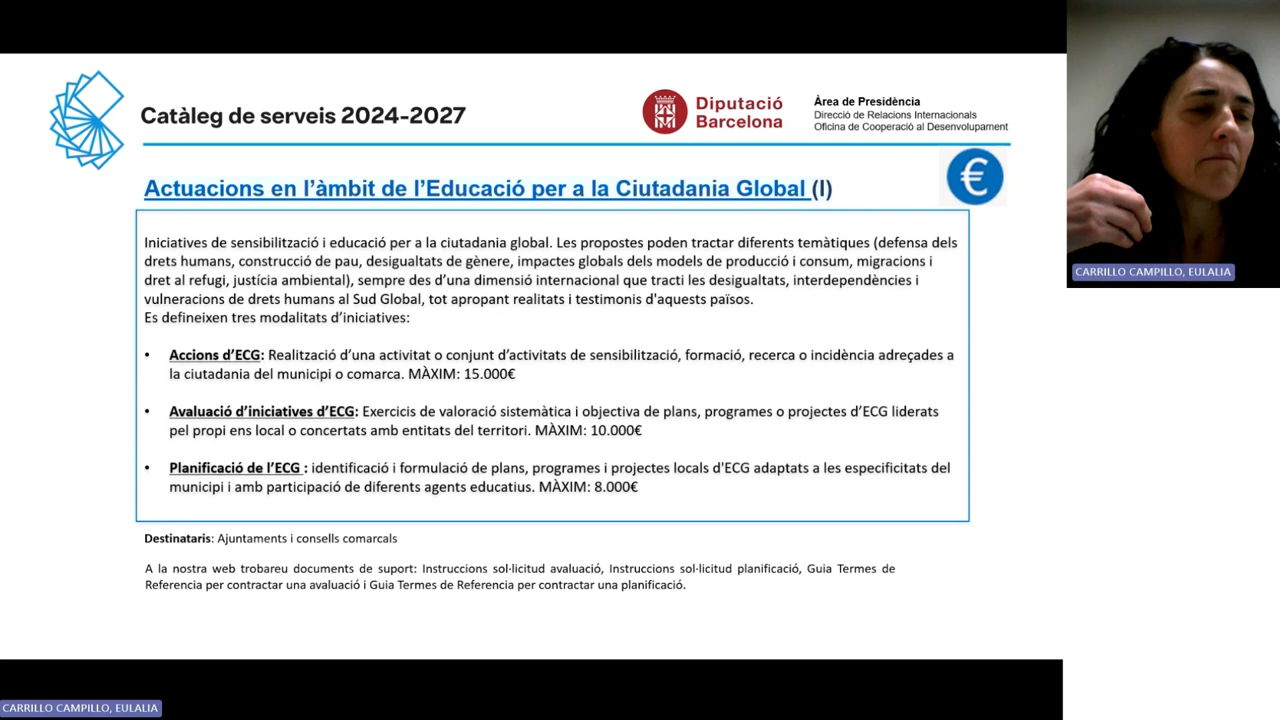 Catàleg de serveis 2024-2027
Diputació
Barcelona
Àrea de Presidència
Direcció de Relacions Internacionals
Oficina de Cooperació al Desenvolupament
Actuacions en l'àmbit de l'Educació per a la Ciutadania Global (I)
€
Iniciatives de sensibilització i educació per a la ciutadania global. Les propostes poden tractar diferents temàtiques (defensa dels
drets humans, construcció de pau, desigualtats de gènere, impactes globals dels models de producció i consum, migracions i
dret al refugi, justícia ambiental), sempre des d'una dimensió internacional que tracti les desigualtats, interdependències i
vulneracions de drets humans al Sud Global, tot apropant realitats i testimonis d'aquests països.
Es defineixen tres modalitats d'iniciatives:
• Accions d'ECG: Realització d'una activitat o conjunt d'activitats de sensibilització, formació, recerca o incidència adreçades a
la ciutadania del municipi o comarca. MÀXIM: 15.000€
• Avaluació d'iniciatives d'ECG: Exercicis de valoració sistemàtica i objectiva de plans, programes o projectes d'ECG liderats
pel propi ens local o concertats amb entitats del territori. MÀXIM: 10.000€
• Planificació de l'ECG : identificació i formulació de plans, programes i projectes locals d'ECG adaptats a les especificitats del
municipi i amb participació de diferents agents educatius. MÀXIM: 8.000€
Destinataris: Ajuntaments i consells comarcals
A la nostra web trobareu documents de suport: Instruccions sol·licitud avaluació, Instruccions sol·licitud planificació, Guia Termes de
Referencia per contractar una avaluació i Guia Termes de Referencia per contractar una planificació.
CARRILLO CAMPILLO, EULALIA
CARRILLO CAMPILLO, EULALIA